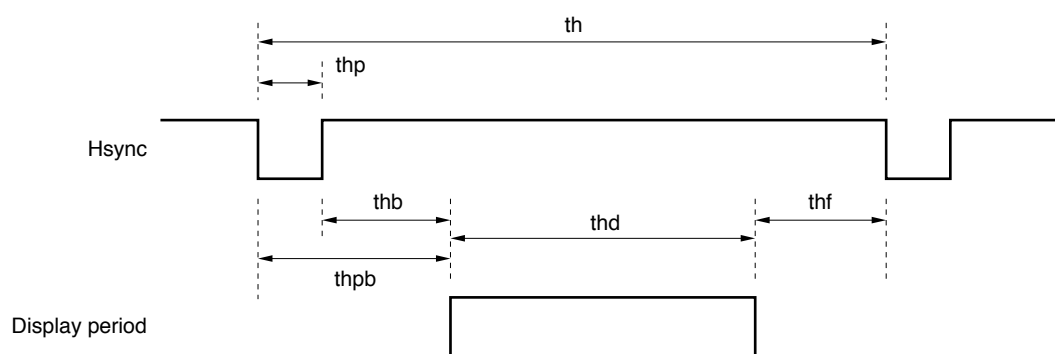 th
thp
Hsync
thb
thf
thd
thpb
Display period